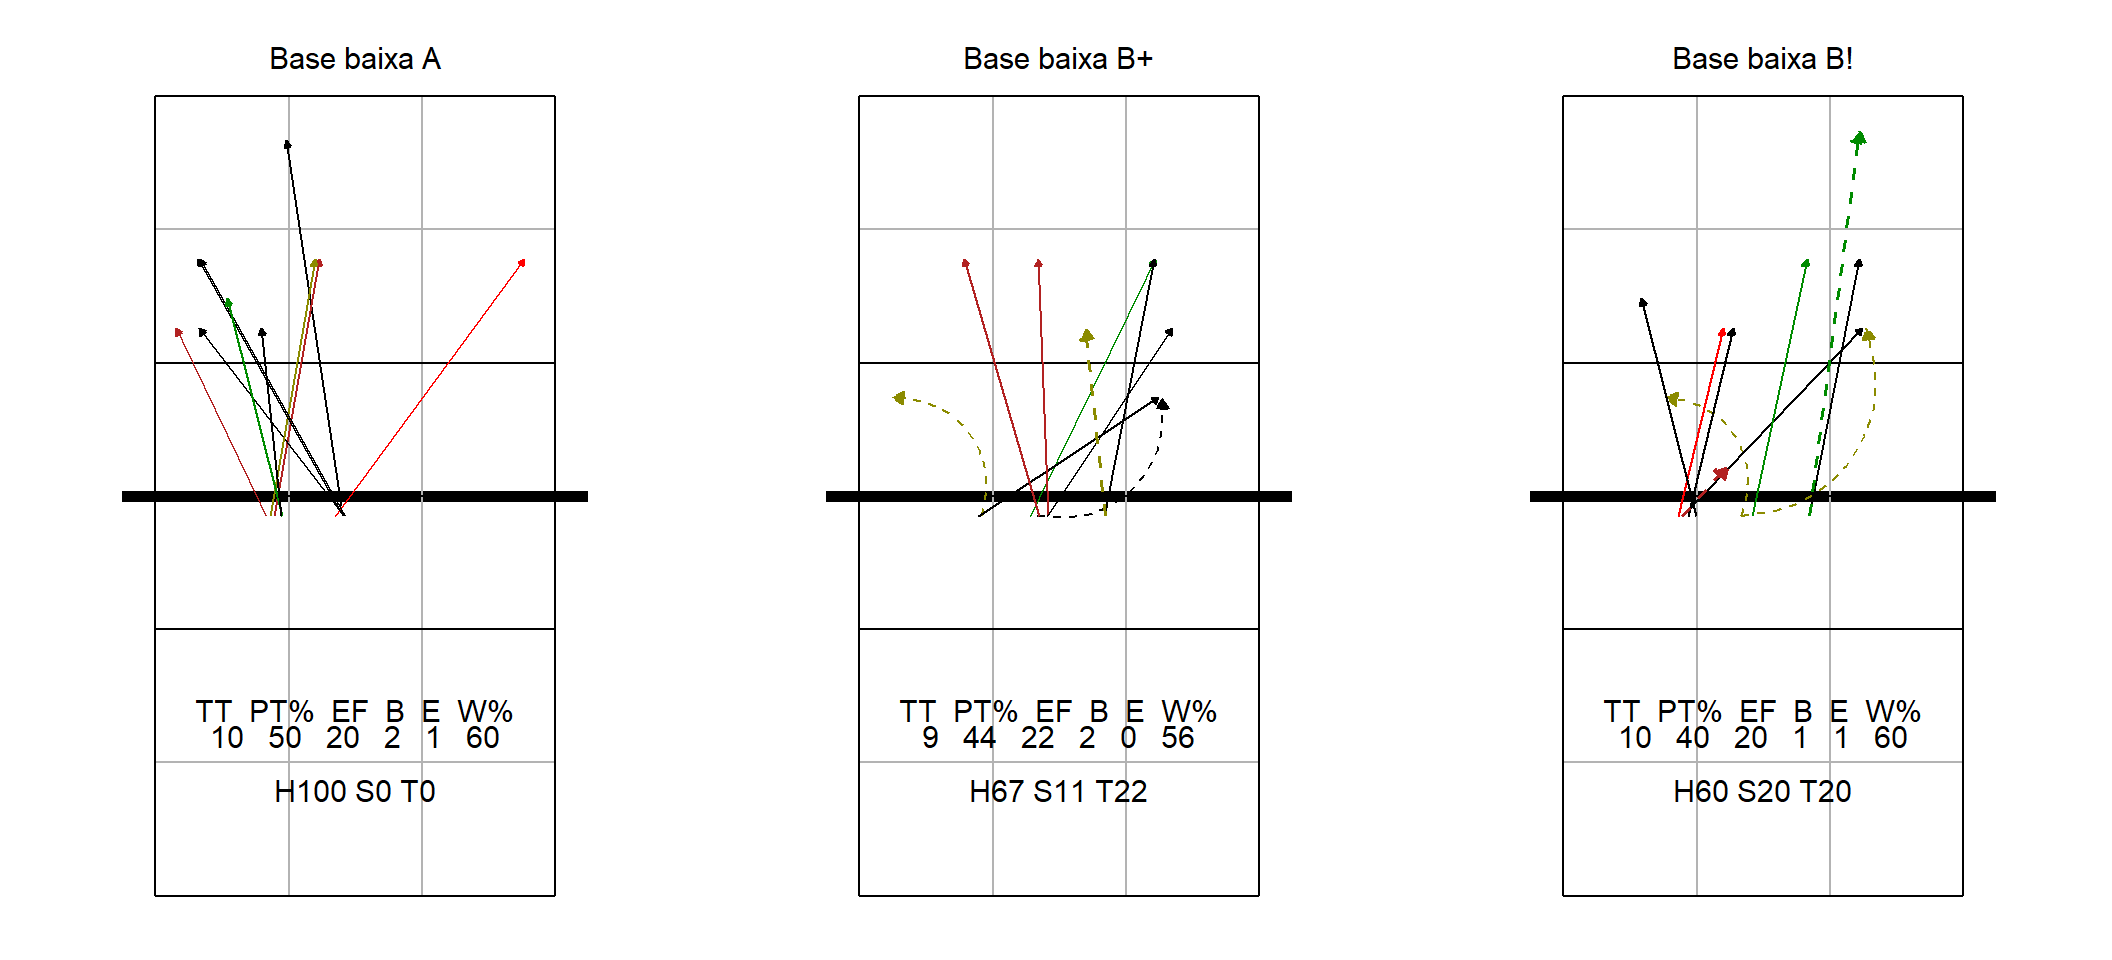 Base baixa A
TT PT% EF B E W%
10 50 20 2 1 60
H100 S0 T0
Base baixa B+
TT PT% EF B E W%
9 44 22 2 0 56
H67 S11 T22
Base baixa B!
TT PT% EF B E W%
10 40 20 1 1 60
H60 S20 T20